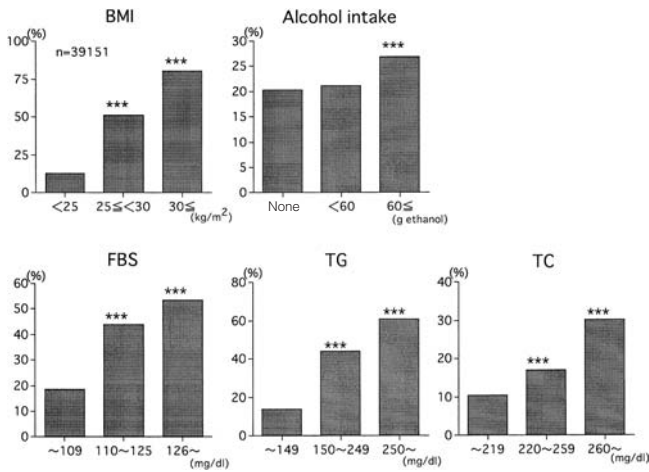 BMI
(%)
n=39151
100
75
50
25
0
***
***
<25 25≦<30 30≦
(kg/m²)
Alcohol intake
(%)
30
25
20
15
10
5
0
***
None <60 60≦
(g ethanol)
FBS
(%)
60
50
40
30
20
10
0
***
***
~109 110~125 126~
(mg/dl)
TG
(%)
80
60
40
20
0
***
***
~149 150~249 250~
(mg/dl)
TC
(%)
40
30
20
10
0
***
***
~219 220~259 260~
(mg/dl)